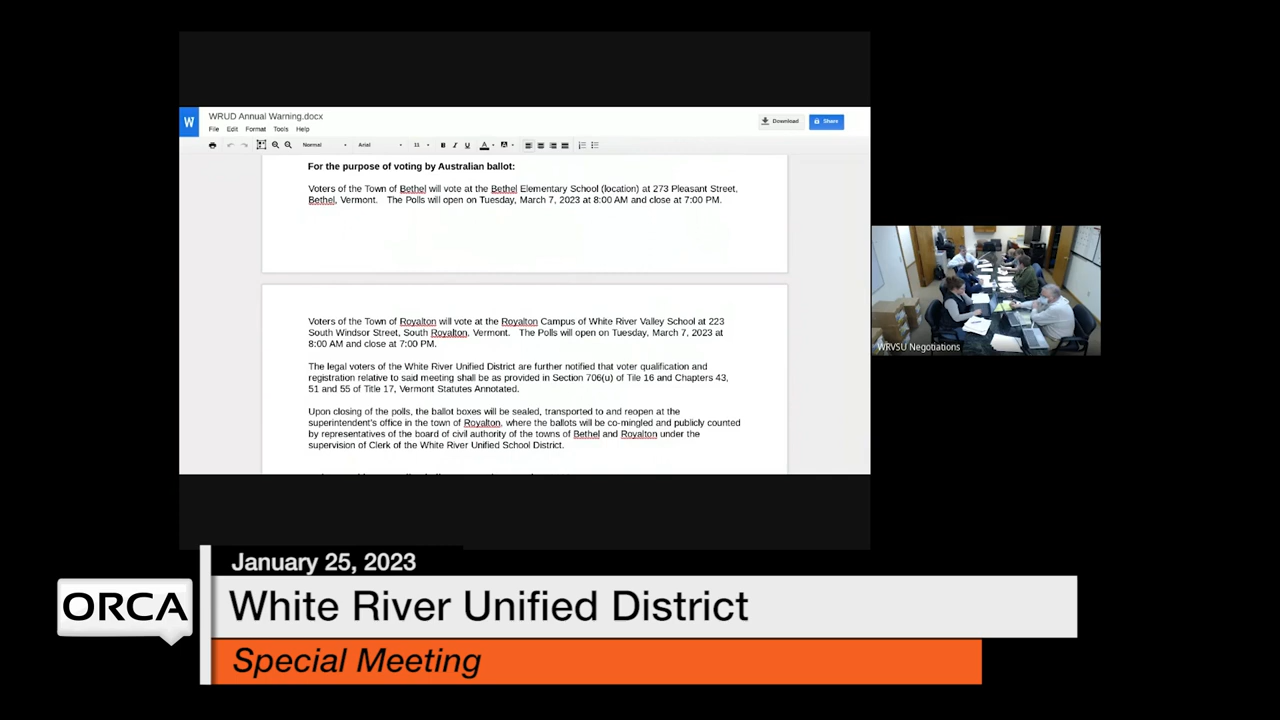 WRUD Annual Warning.docx
File Edit Format Tools Help
Download
Share
Normal
Arial
11
B I U A
For the purpose of voting by Australian ballot:
Voters of the Town of Bethel will vote at the Bethel Elementary School (location) at 273 Pleasant Street,
Bethel, Vermont. The Polls will open on Tuesday, March 7, 2023 at 8:00 AM and close at 7:00 PM.
Voters of the Town of Royalton will vote at the Royalton Campus of White River Valley School at 223
South Windsor Street, South Royalton, Vermont. The Polls will open on Tuesday, March 7, 2023 at
8:00 AM and close at 7:00 PM.
The legal voters of the White River Unified District are further notified that voter qualification and
registration relative to said meeting shall be as provided in Section 706(u) of Tile 16 and Chapters 43,
51 and 55 of Title 17, Vermont Statutes Annotated.
Upon closing of the polls, the ballot boxes will be sealed, transported to and reopen at the
superintendent's office in the town of Royalton, where the ballots will be co-mingled and publicly counted
by representatives of the board of civil authority of the towns of Bethel and Royalton under the
supervision of Clerk of the White River Unified School District.
WRVSU Negotiations
January 25, 2023
ORCA
White River Unified District
Special Meeting